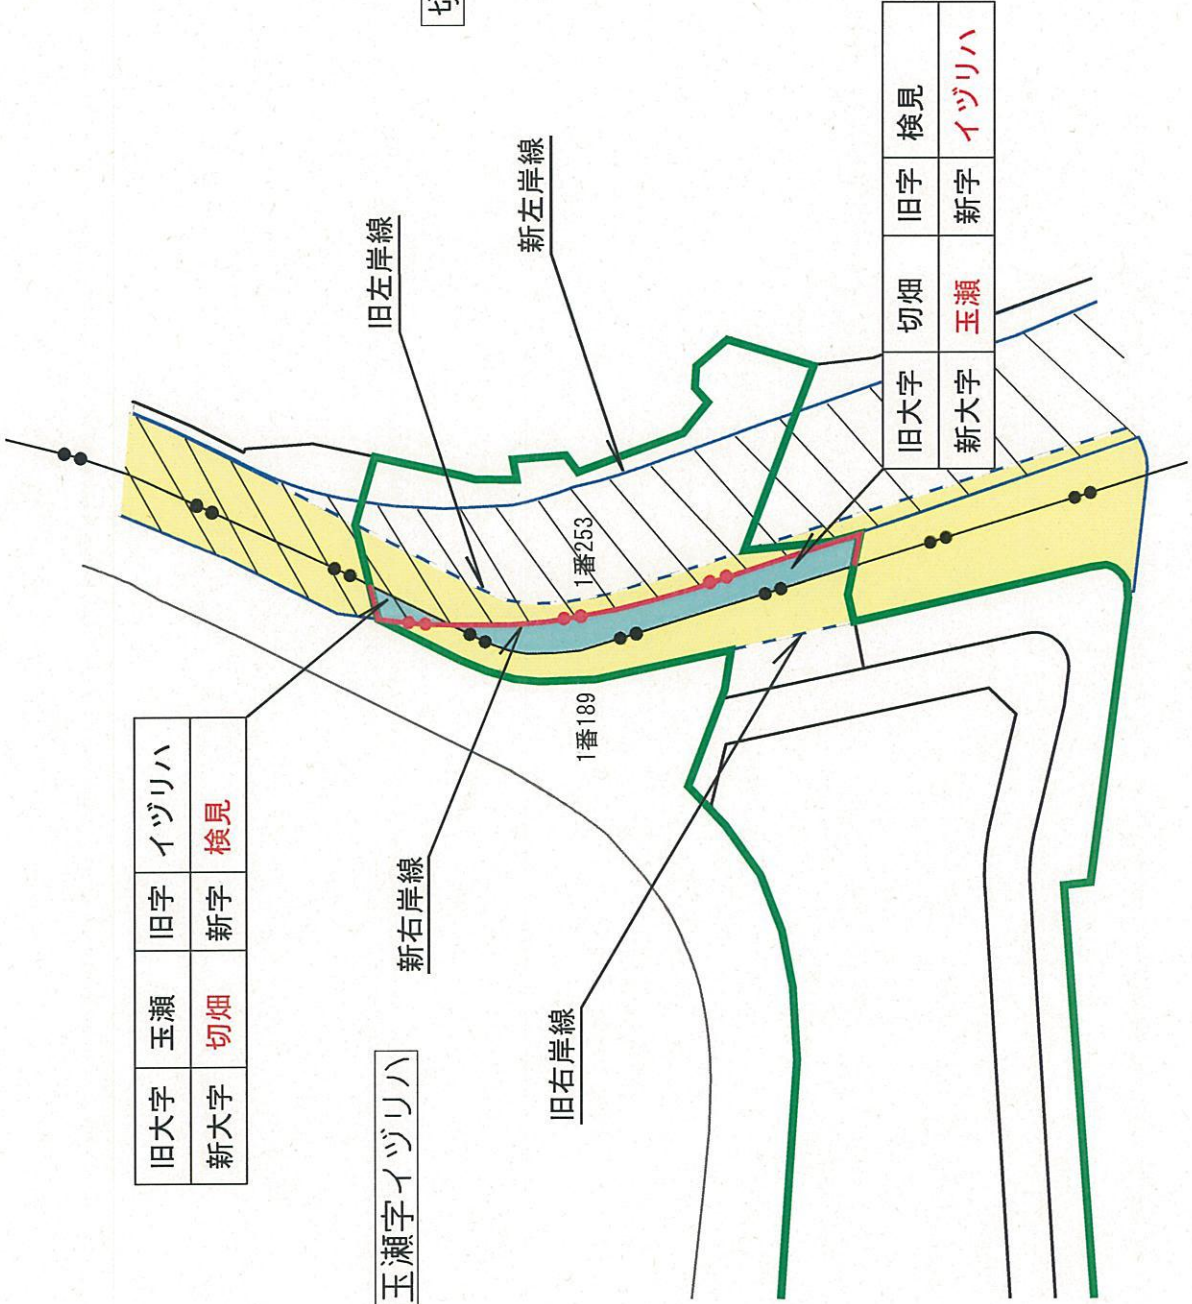 旧大字 玉瀬 旧字 イヅリハ
新大字 切畑 新字 検見
玉瀬字イヅリハ
新右岸線
旧右岸線
1番189
1番253
旧左岸線
新左岸線
旧大字 切畑 旧字 検見
新大字 玉瀬 新字 イヅリハ
切